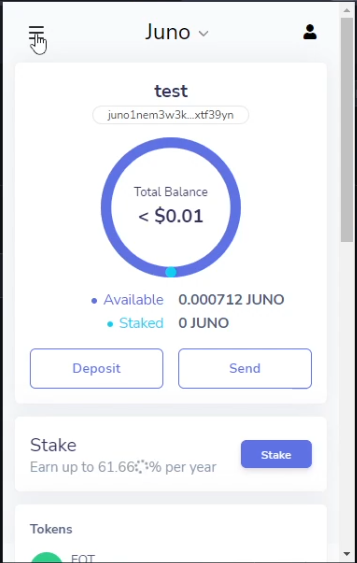 Juno
test
juno1nem3w3k...xtf39yn
Total Balance
< $0.01
Available 0.000712 JUNO
Staked 0 JUNO
Deposit Send
Stake
Earn up to 61.66% per year
Stake
Tokens
EOT